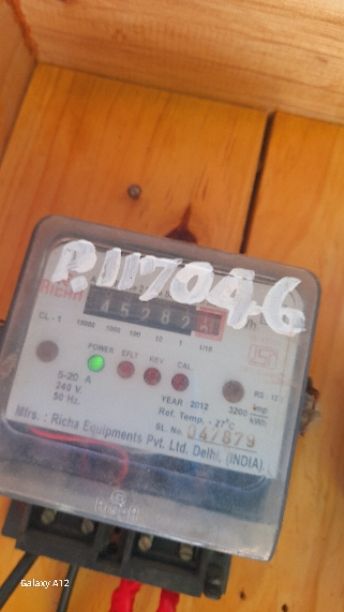 P.117046
RICHA
45282
CL - 1 10000 1000 100 10 1 1/10
POWER EFLT REV CAL.
5-20 A
240 V.
50 Hz.
YEAR 2012
3200 imp. kWh
Ref. Temp. - 27°C
SL. No. 047879
Mfrs. : Richa Equipments Pvt. Ltd. Delhi. (INDIA).
Galaxy A12